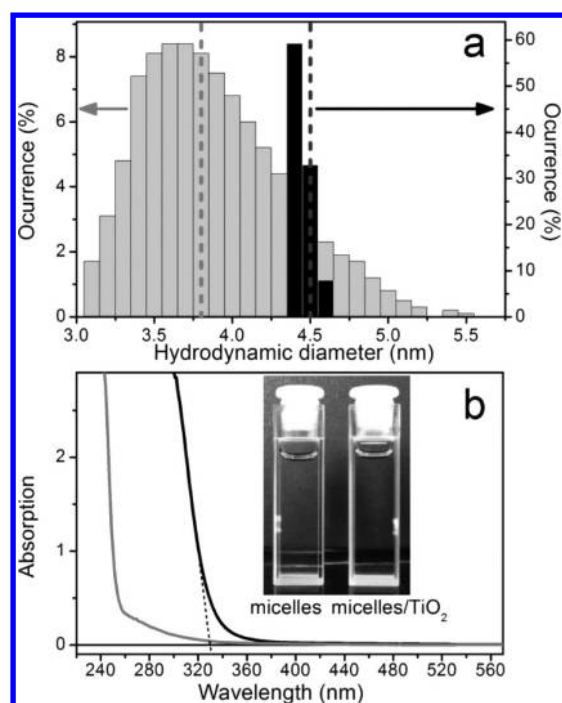 a
8
6
4
2
0
Ocurrence (%)
60
50
40
30
20
10
0
Ocurrence (%)
3.0 3.5 4.0 4.5 5.0 5.5
Hydrodynamic diameter (nm)
b
2
1
0
Absorption
micelles micelles/TiO2
240 280 320 360 400 440 480 520 560
Wavelength (nm)